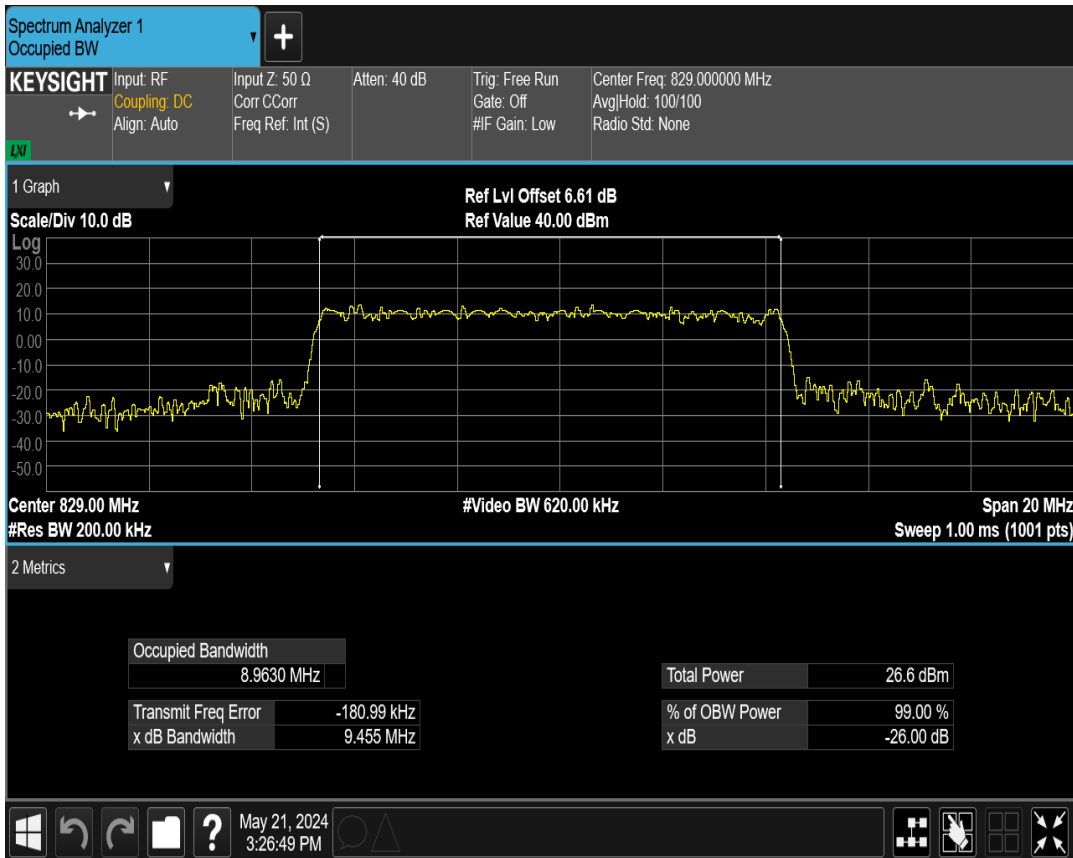 Spectrum Analyzer 1
Occupied BW
+
KEYSIGHT
LXI
Input: RF
Coupling: DC
Align: Auto
Input Z: 50 Ω
Corr CCorr
Freq Ref: Int (S)
Atten: 40 dB
Trig: Free Run
Gate: Off
#IF Gain: Low
Center Freq: 829.000000 MHz
Avg|Hold: 100/100
Radio Std: None
1 Graph
Scale/Div 10.0 dB
Ref Lvl Offset 6.61 dB
Ref Value 40.00 dBm
Log
30.0
20.0
10.0
0.00
-10.0
-20.0
-30.0
-40.0
-50.0
Center 829.00 MHz
#Video BW 620.00 kHz
Span 20 MHz
#Res BW 200.00 kHz
Sweep 1.00 ms (1001 pts)
2 Metrics
Occupied Bandwidth
8.9630 MHz
Total Power 26.6 dBm
Transmit Freq Error -180.99 kHz
% of OBW Power 99.00 %
x dB Bandwidth 9.455 MHz
x dB -26.00 dB
?
May 21, 2024
3:26:49 PM